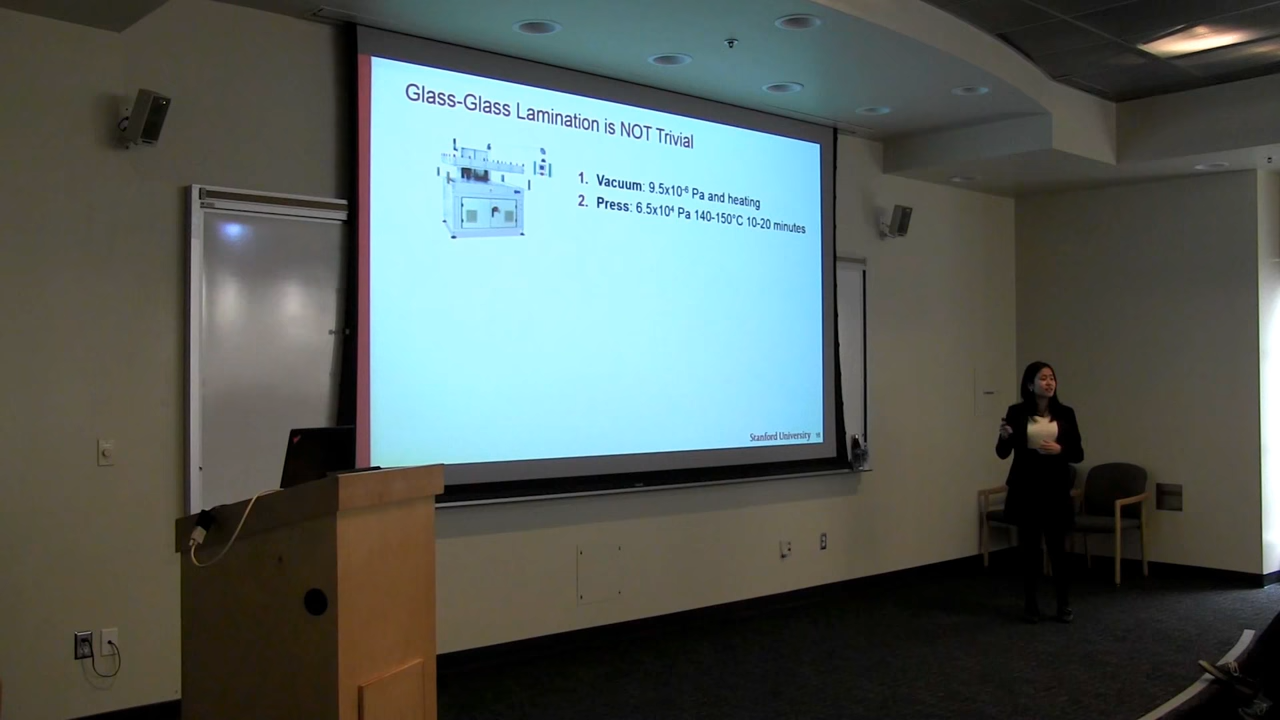 Glass-Glass Lamination is NOT Trivial
1. Vacuum: 9.5x10⁻⁶ Pa and heating
2. Press: 6.5x10⁴ Pa 140-150°C 10-20 minutes
Stanford University